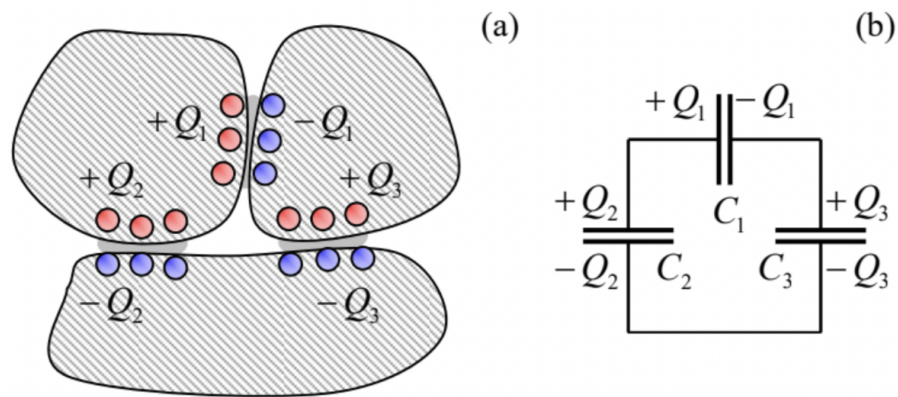 (a)
(b)
+Q₁ −Q₁
+Q₂ +Q₃
−Q₂ −Q₃
+Q₁ −Q₁
+Q₂ C₁ +Q₃
−Q₂ C₂ C₃ −Q₃